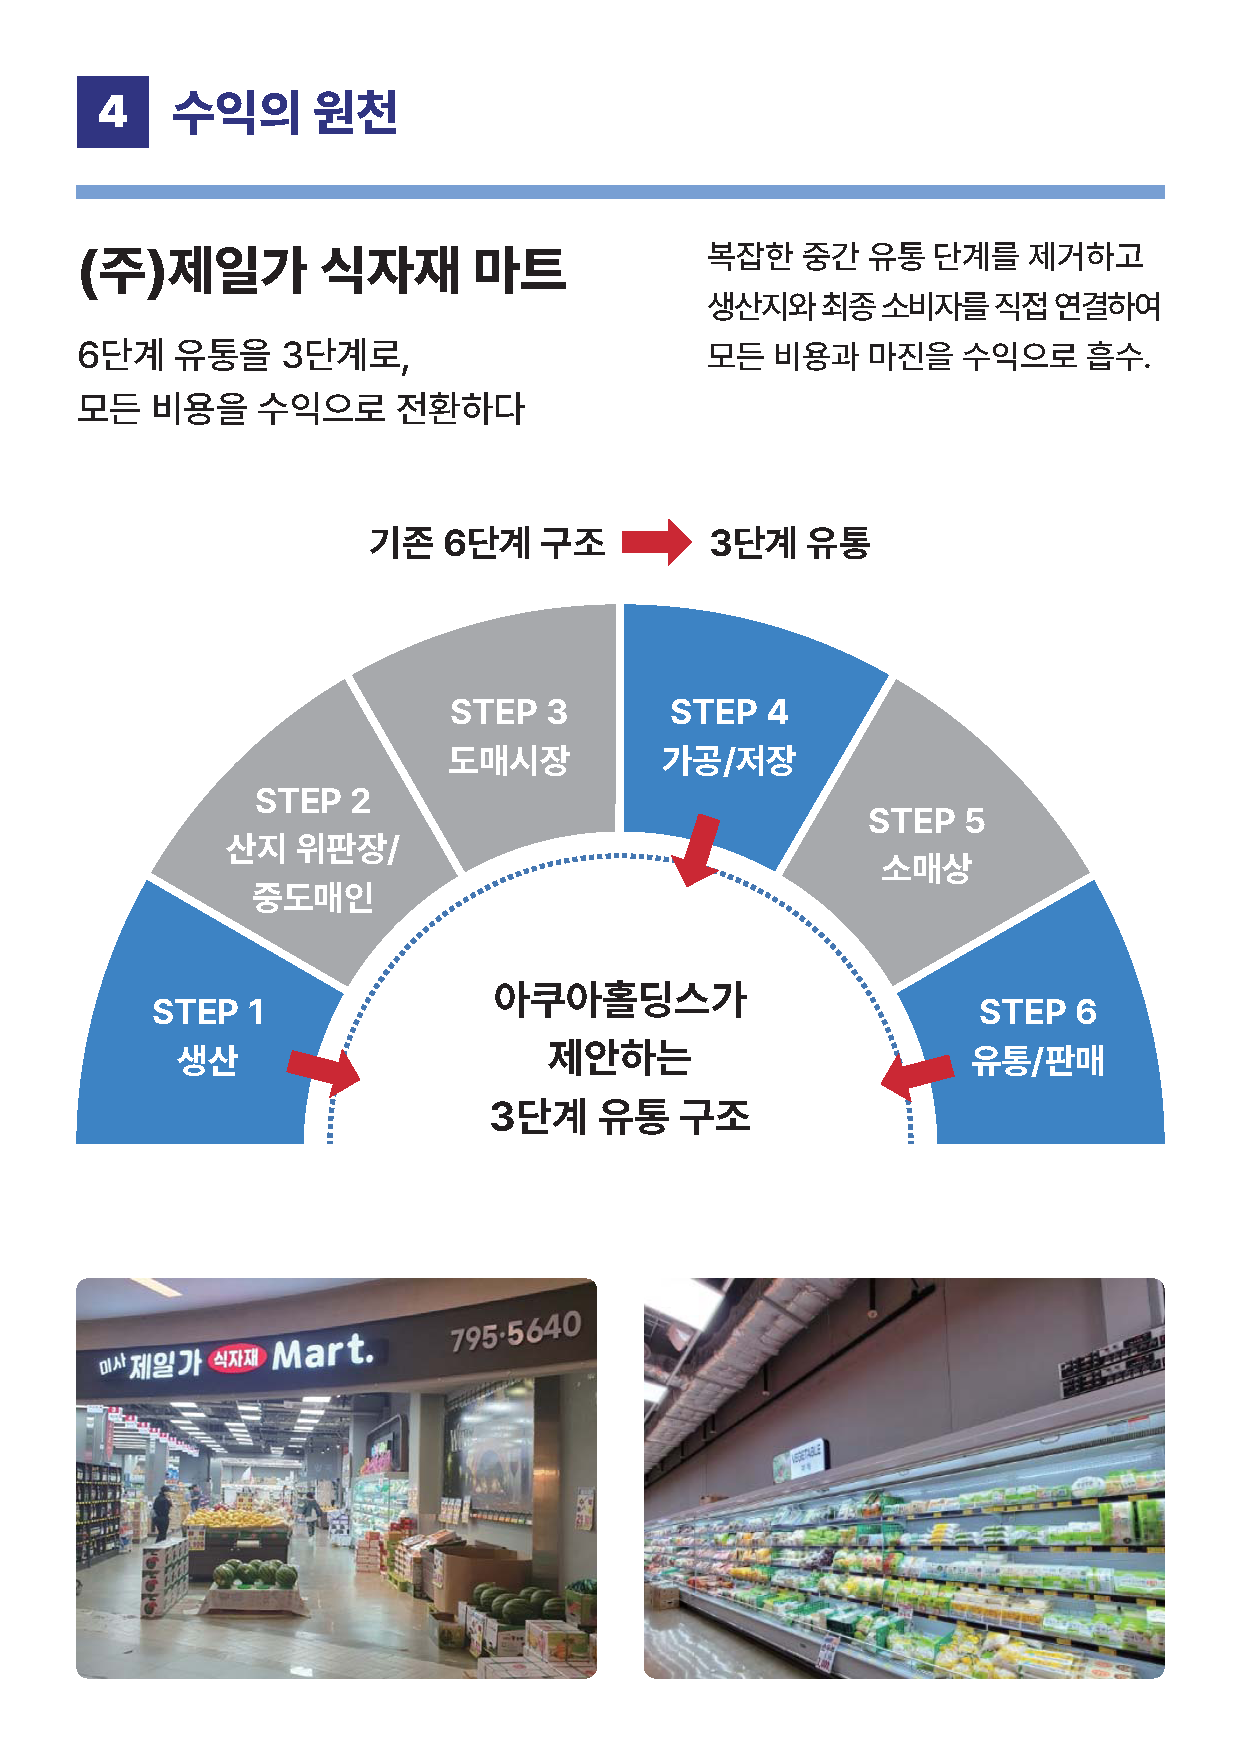 4 수익의 원천
(주)제일가 식자재 마트
6단계 유통을 3단계로,
모든 비용을 수익으로 전환하다
복잡한 중간 유통 단계를 제거하고
생산지와 최종 소비자를 직접 연결하여
모든 비용과 마진을 수익으로 흡수.
기존 6단계 구조
3단계 유통
STEP 1
생산
STEP 2
산지 위판장/
중도매인
STEP 3
도매시장
STEP 4
가공/저장
STEP 5
소매상
STEP 6
유통/판매
아쿠아홀딩스가
제안하는
3단계 유통 구조
미사 제일가 식자재 Mart. 795·5640
VEGETABLE